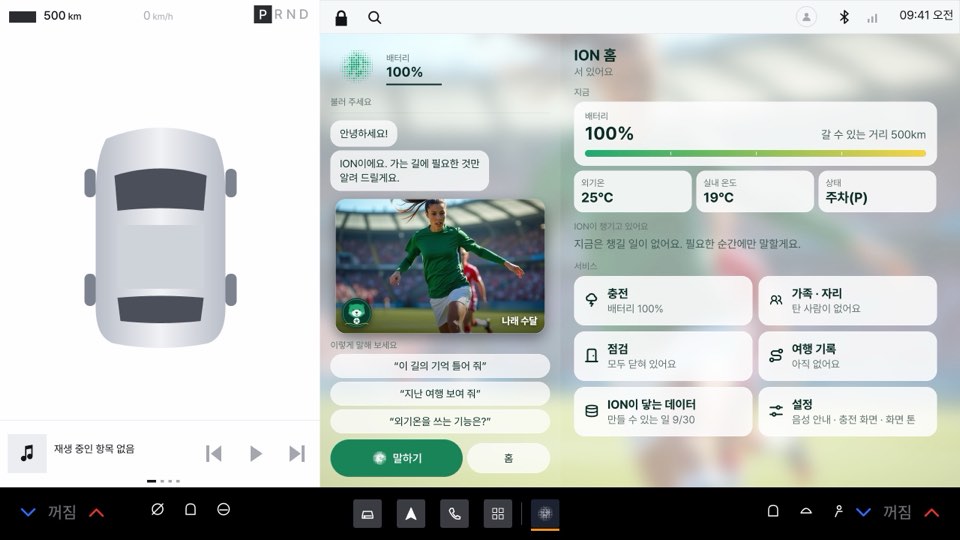 500 km
0 km/h
P R N D
09:41 오전
배터리
100%
불러 주세요
안녕하세요!
ION이에요. 가는 길에 필요한 것만
알려 드릴게요.
나래 수달
이렇게 말해 보세요
“이 길의 기억 틀어 줘”
“지난 여행 보여 줘”
“외기온을 쓰는 기능은?”
말하기
홈
ION 홈
서 있어요
지금
배터리
100%
갈 수 있는 거리 500km
외기온
25°C
실내 온도
19°C
상태
주차(P)
ION이 챙기고 있어요
지금은 챙길 일이 없어요. 필요한 순간에만 말할게요.
서비스
충전
배터리 100%
가족 · 자리
탄 사람이 없어요
점검
모두 닫혀 있어요
여행 기록
아직 없어요
ION이 닿는 데이터
만들 수 있는 일 9/30
설정
음성 안내 · 충전 화면 · 화면 톤
재생 중인 항목 없음
꺼짐
꺼짐